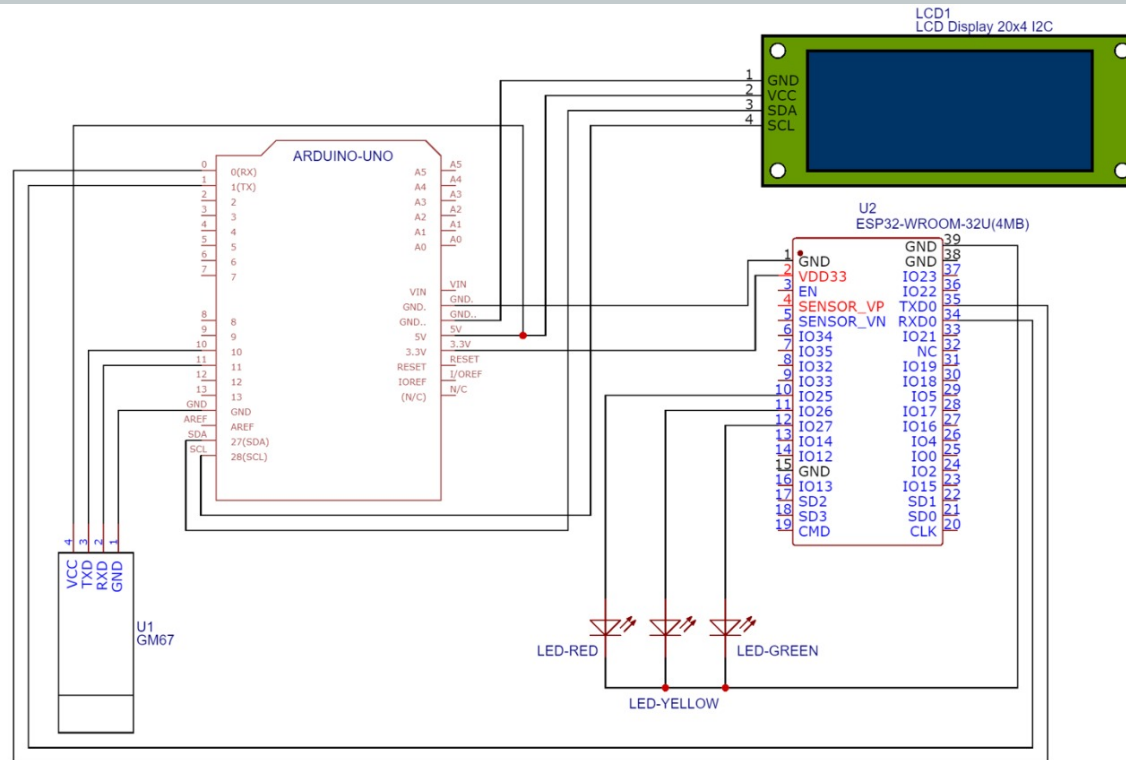 LCD1
LCD Display 20x4 I2C
1 GND
2 VCC
3 SDA
4 SCL
ARDUINO-UNO
0 0(RX)
1 1(TX)
2 2
3 3
4 4
5 5
6 6
7 7
8 8
9 9
10 10
11 11
12 12
13 13
GND GND
AREF AREF
SDA 27(SDA)
SCL 28(SCL)
A5 A5
A4 A4
A3 A3
A2 A2
A1 A1
A0 A0
VIN VIN
GND. GND.
GND.. GND..
5V 5V
3.3V 3.3V
RESET RESET
IOREF I/OREF
(N/C) N/C
U2
ESP32-WROOM-32U(4MB)
1 GND
2 VDD33
3 EN
4 SENSOR_VP
5 SENSOR_VN
6 IO34
7 IO35
8 IO32
9 IO33
10 IO25
11 IO26
12 IO27
13 IO14
14 IO12
15 GND
16 IO13
17 SD2
18 SD3
19 CMD
GND 39
GND 38
IO23 37
IO22 36
TXD0 35
RXD0 34
IO21 33
NC 32
IO19 31
IO18 30
IO5 29
IO17 28
IO16 27
IO4 26
IO0 25
IO2 24
IO15 23
SD1 22
SD0 21
CLK 20
4 VCC
3 TXD
2 RXD
1 GND
U1
GM67
LED-RED
LED-GREEN
LED-YELLOW